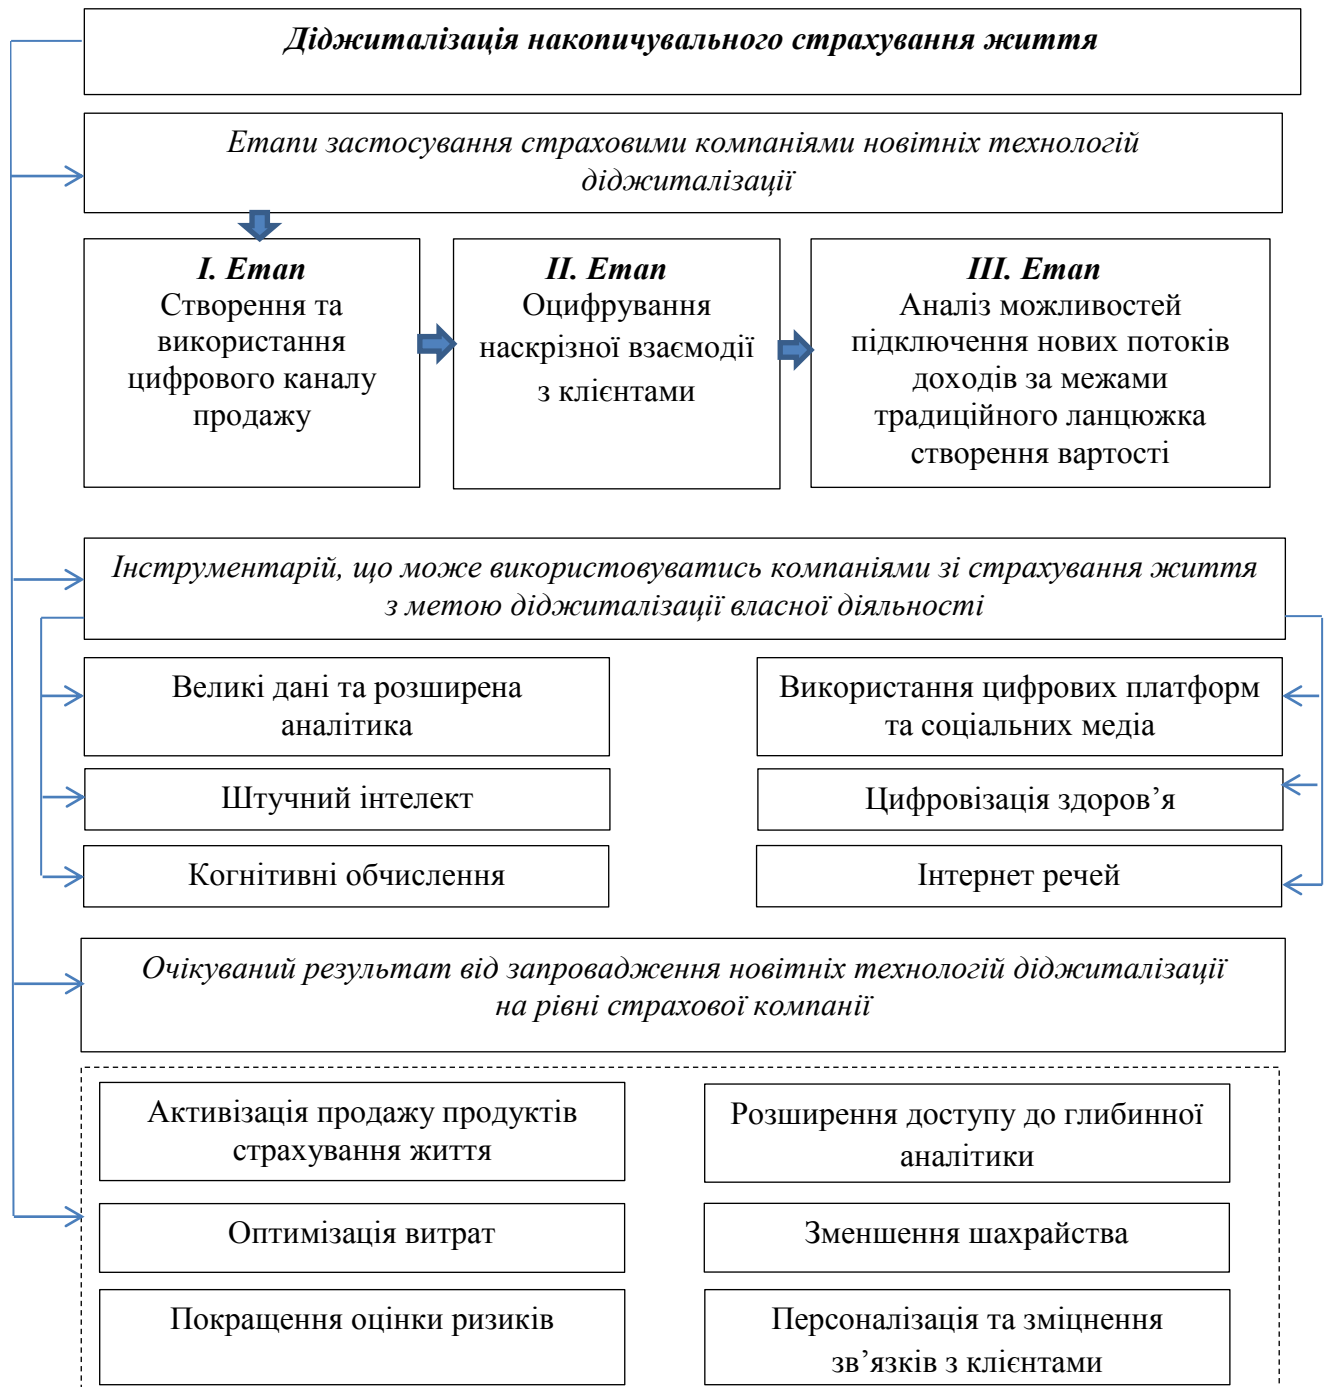 Діджиталізація накопичувального страхування життя
Етапи застосування страховими компаніями новітніх технологій
діджиталізації
I. Етап
Створення та
використання
цифрового каналу
продажу
II. Етап
Оцифрування
наскрізної взаємодії
з клієнтами
III. Етап
Аналіз можливостей
підключення нових потоків
доходів за межами
традиційного ланцюжка
створення вартості
Інструментарій, що може використовуватись компаніями зі страхування життя
з метою діджиталізації власної діяльності
Великі дані та розширена
аналітика
Використання цифрових платформ
та соціальних медіа
Штучний інтелект
Цифровізація здоров’я
Когнітивні обчислення
Інтернет речей
Очікуваний результат від запровадження новітніх технологій діджиталізації
на рівні страхової компанії
Активізація продажу продуктів
страхування життя
Розширення доступу до глибинної
аналітики
Оптимізація витрат
Зменшення шахрайства
Покращення оцінки ризиків
Персоналізація та зміцнення
зв’язків з клієнтами